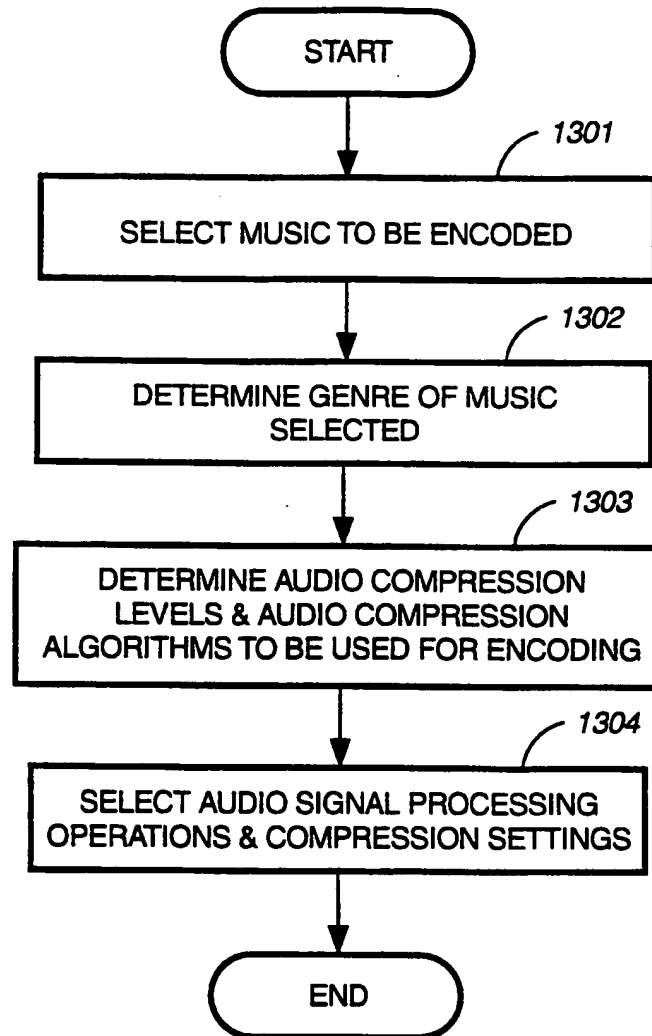 START
1301
SELECT MUSIC TO BE ENCODED
1302
DETERMINE GENRE OF MUSIC
SELECTED
1303
DETERMINE AUDIO COMPRESSION
LEVELS & AUDIO COMPRESSION
ALGORITHMS TO BE USED FOR ENCODING
1304
SELECT AUDIO SIGNAL PROCESSING
OPERATIONS & COMPRESSION SETTINGS
END